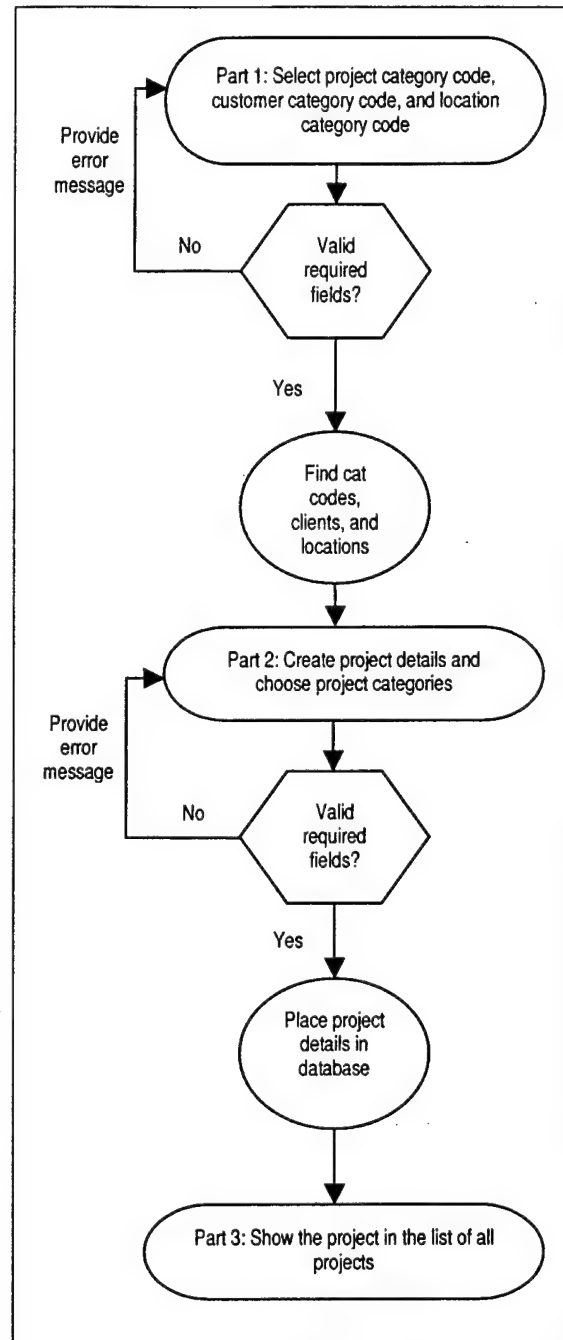 Part 1: Select project category code,
customer category code, and location
category code
Provide
error
message
No
Valid
required
fields?
Yes
Find cat
codes,
clients, and
locations
Part 2: Create project details and
choose project categories
Provide
error
message
No
Valid
required
fields?
Yes
Place project
details in
database
Part 3: Show the project in the list of all
projects